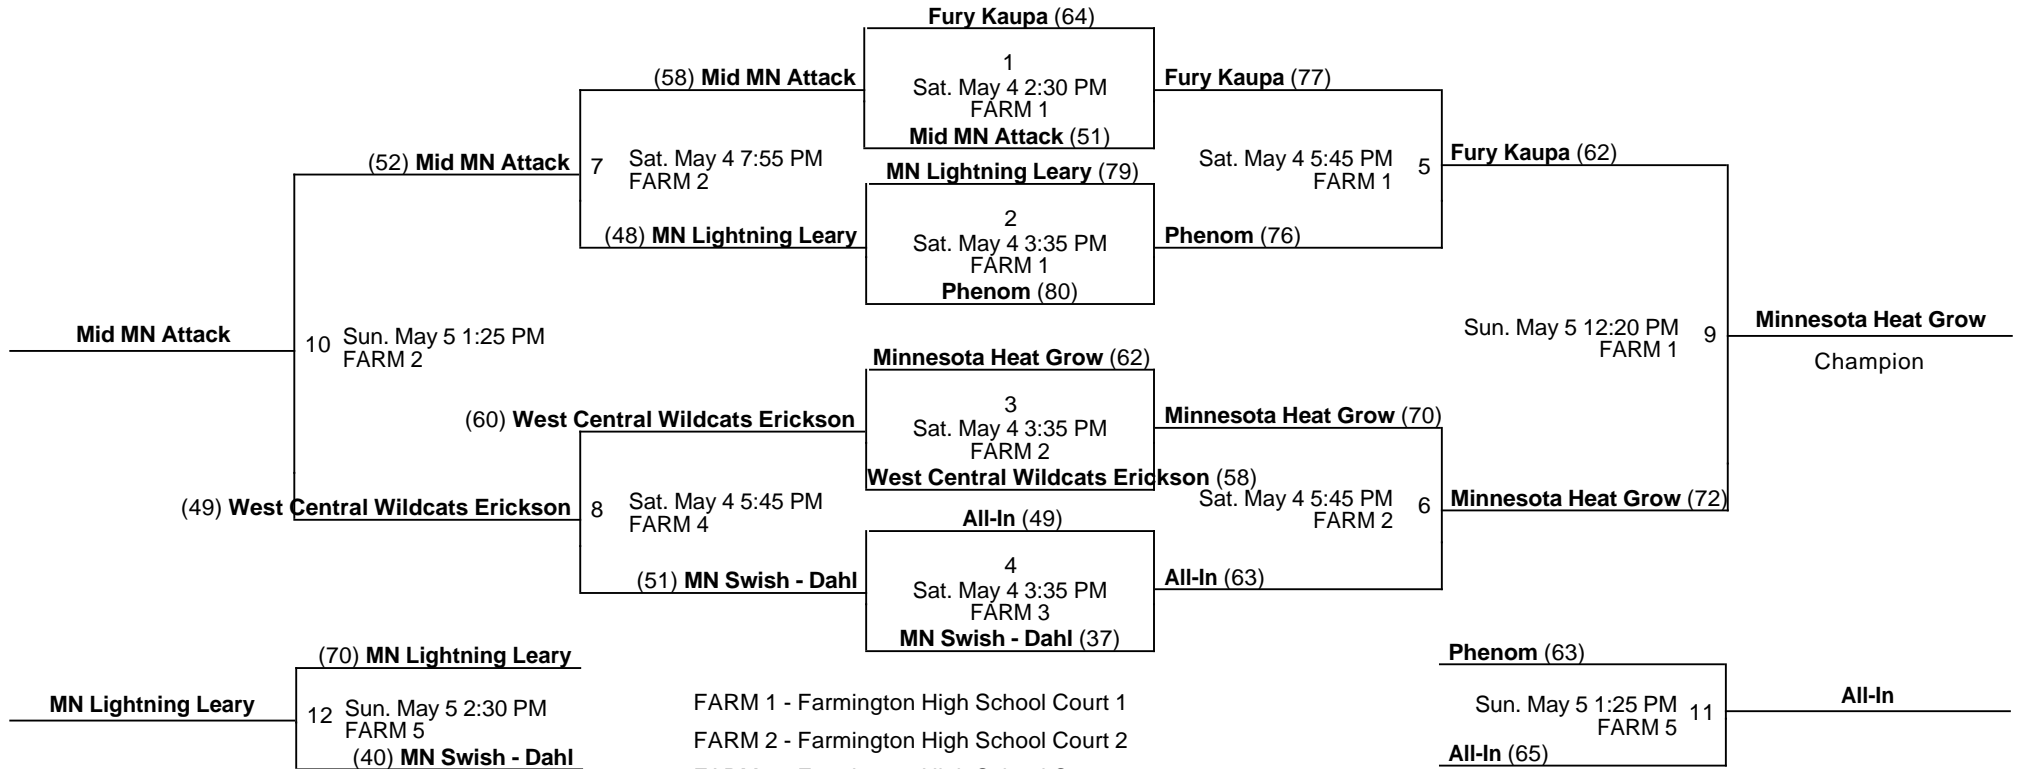 Fury Kaupa (64)
1
Sat. May 4 2:30 PM
FARM 1
Mid MN Attack (51)
(58) Mid MN Attack
Fury Kaupa (77)
(52) Mid MN Attack
7
Sat. May 4 7:55 PM
FARM 2
Sat. May 4 5:45 PM
FARM 1
5
Fury Kaupa (62)
MN Lightning Leary (79)
2
Sat. May 4 3:35 PM
FARM 1
Phenom (80)
(48) MN Lightning Leary
Phenom (76)
Mid MN Attack
10
Sun. May 5 1:25 PM
FARM 2
Sun. May 5 12:20 PM
FARM 1
9
Minnesota Heat Grow
Champion
Minnesota Heat Grow (62)
3
Sat. May 4 3:35 PM
FARM 2
West Central Wildcats Erickson (58)
(60) West Central Wildcats Erickson
Minnesota Heat Grow (70)
(49) West Central Wildcats Erickson
8
Sat. May 4 5:45 PM
FARM 4
Sat. May 4 5:45 PM
FARM 2
6
Minnesota Heat Grow (72)
All-In (49)
4
Sat. May 4 3:35 PM
FARM 3
MN Swish - Dahl (37)
(51) MN Swish - Dahl
All-In (63)
(70) MN Lightning Leary
MN Lightning Leary
12
Sun. May 5 2:30 PM
FARM 5
(40) MN Swish - Dahl
FARM 1 - Farmington High School Court 1
FARM 2 - Farmington High School Court 2
Phenom (63)
Sun. May 5 1:25 PM
FARM 5
11
All-In (65)
All-In